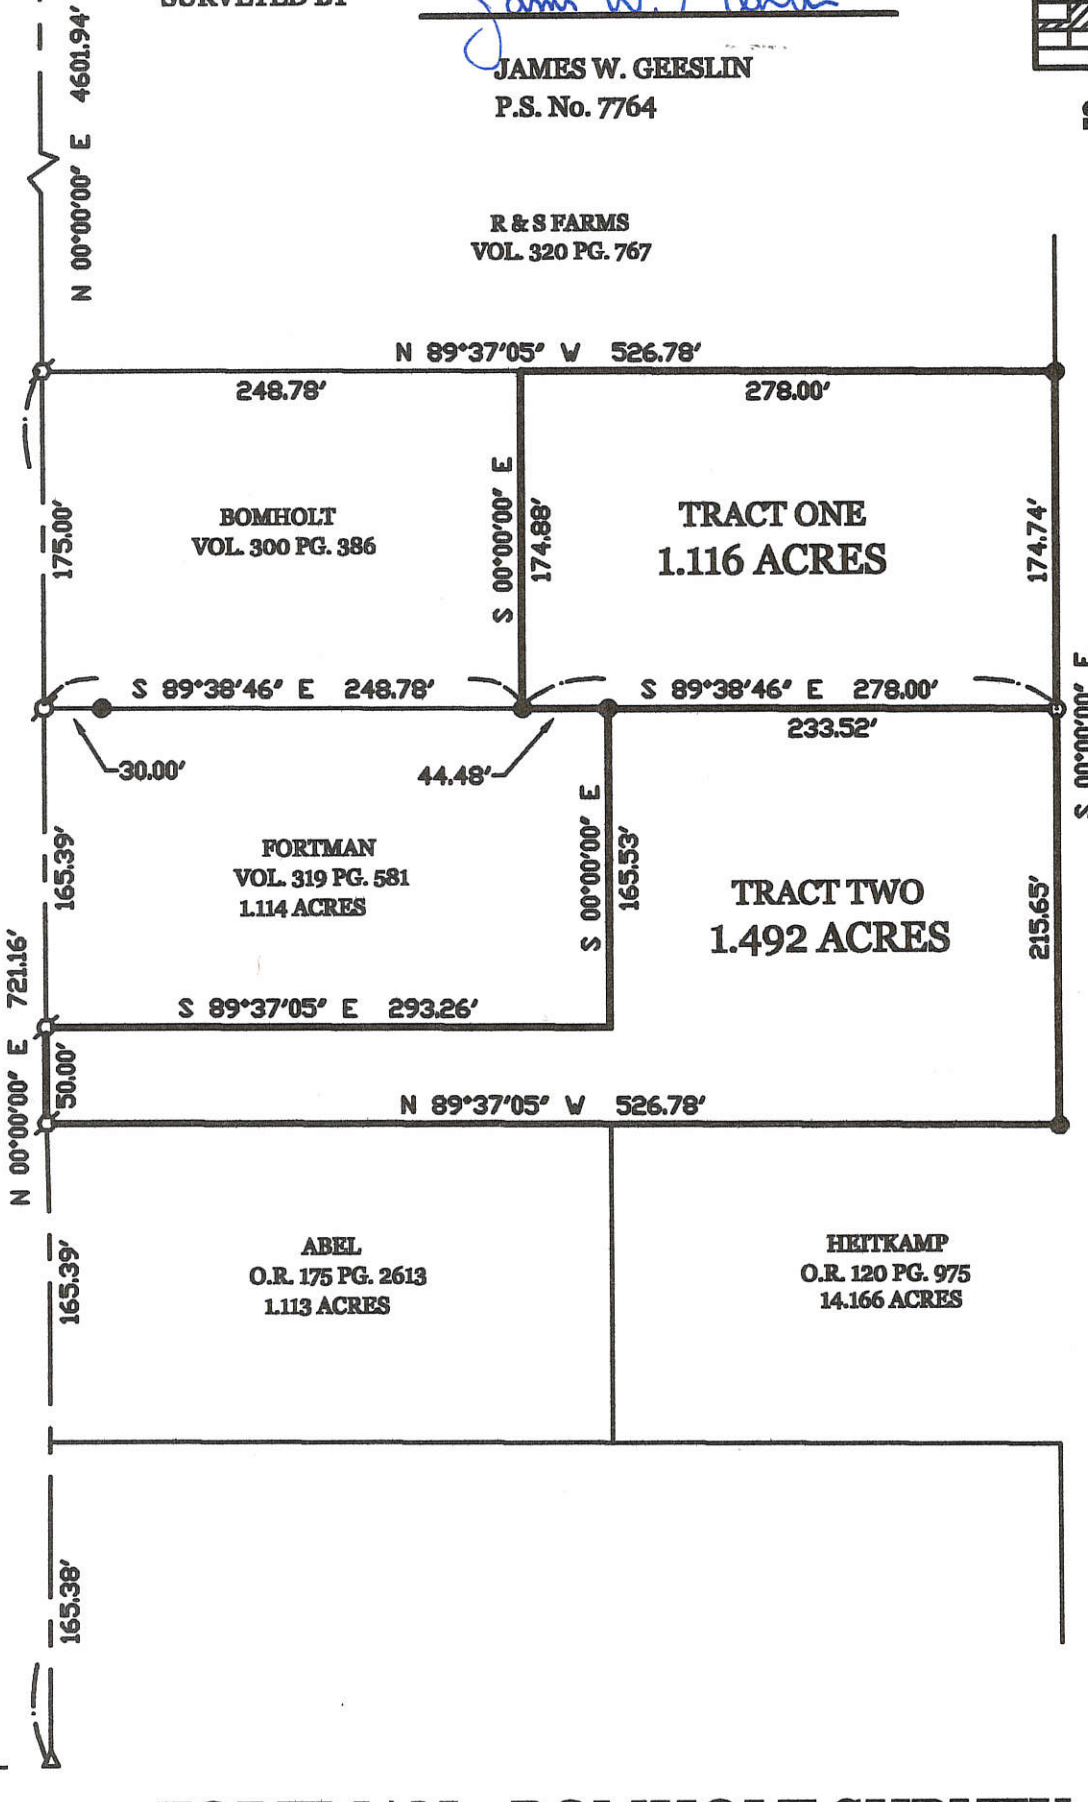 SURVEYED BY
JAMES W. GEESLIN
P.S. No. 7764
N 00°00'00" E 4601.94'
R & S FARMS
VOL. 320 PG. 767
N 89°37'05" W 526.78'
248.78'
278.00'
175.00'
BOMHOLT
VOL. 300 PG. 386
S 00°00'00" E
174.88'
TRACT ONE
1.116 ACRES
174.74'
S 89°38'46" E 248.78'
S 89°38'46" E 278.00'
233.52'
30.00'
44.48'
S 00°00'00" E
165.39'
FORTMAN
VOL. 319 PG. 581
1.114 ACRES
S 00°00'00" E
165.53'
TRACT TWO
1.492 ACRES
215.65'
N 00°00'00" E 721.16'
S 89°37'05" E 293.26'
50.00'
N 89°37'05" W 526.78'
165.39'
ABEL
O.R. 175 PG. 2613
1.113 ACRES
HEITKAMP
O.R. 120 PG. 975
14.166 ACRES
165.38'